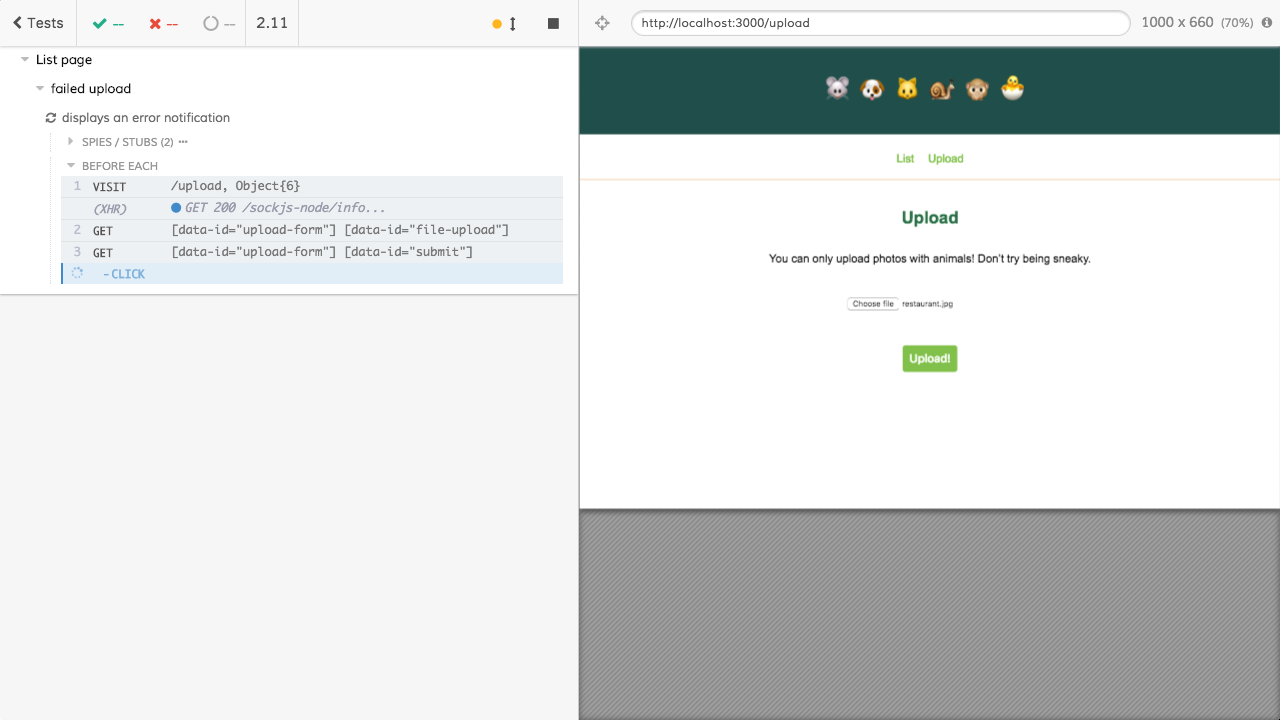 Tests -- -- -- 2.11
http://localhost:3000/upload 1000 x 660 (70%)
List page
failed upload
displays an error notification
SPIES / STUBS (2) •••
BEFORE EACH
1 VISIT /upload, Object{6}
(XHR) GET 200 /sockjs-node/info...
2 GET [data-id="upload-form"] [data-id="file-upload"]
3 GET [data-id="upload-form"] [data-id="submit"]
-CLICK
List Upload
Upload
You can only upload photos with animals! Don't try being sneaky.
Choose file restaurant.jpg
Upload!